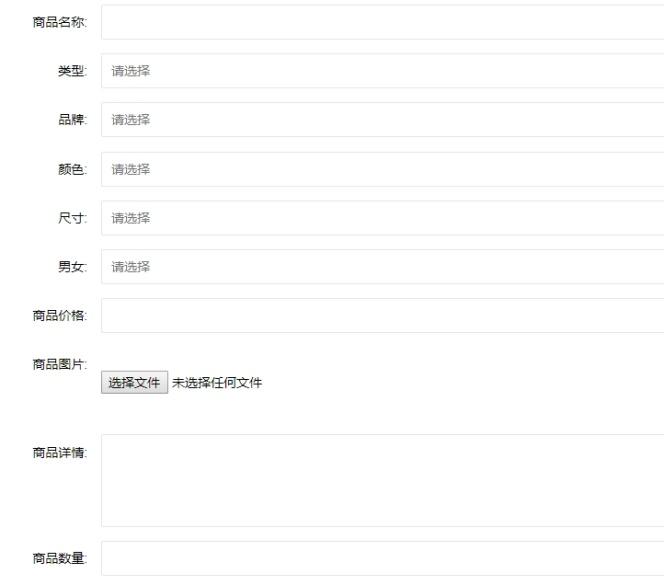 商品名称:
类型: 请选择
品牌: 请选择
颜色: 请选择
尺寸: 请选择
男女: 请选择
商品价格:
商品图片:
选择文件 未选择任何文件
商品详情:
商品数量: